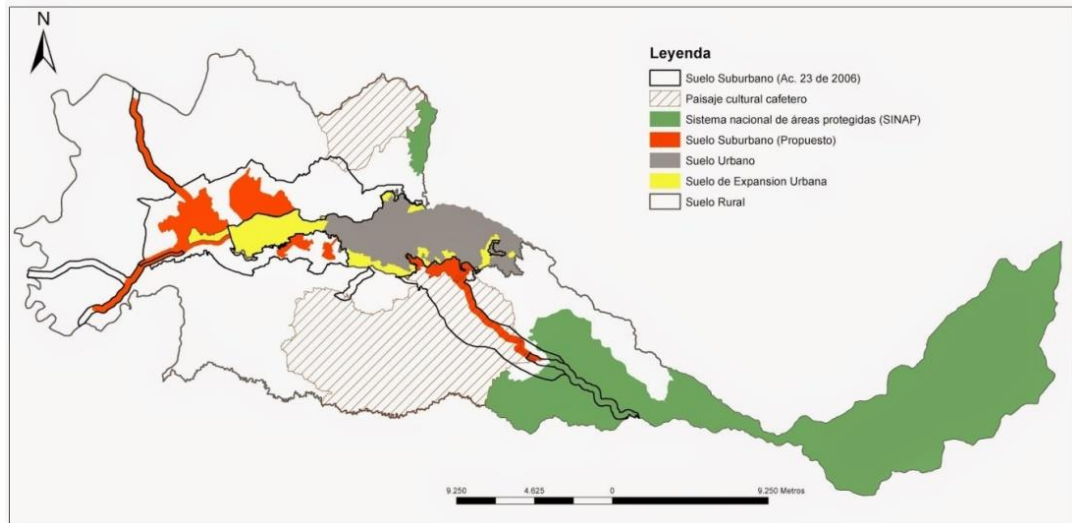 N
Leyenda
Suelo Suburbano (Ac. 23 de 2006)
Paisaje cultural cafetero
Sistema nacional de áreas protegidas (SINAP)
Suelo Suburbano (Propuesto)
Suelo Urbano
Suelo de Expansion Urbana
Suelo Rural
9.250 4.625 0 9.250 Metros